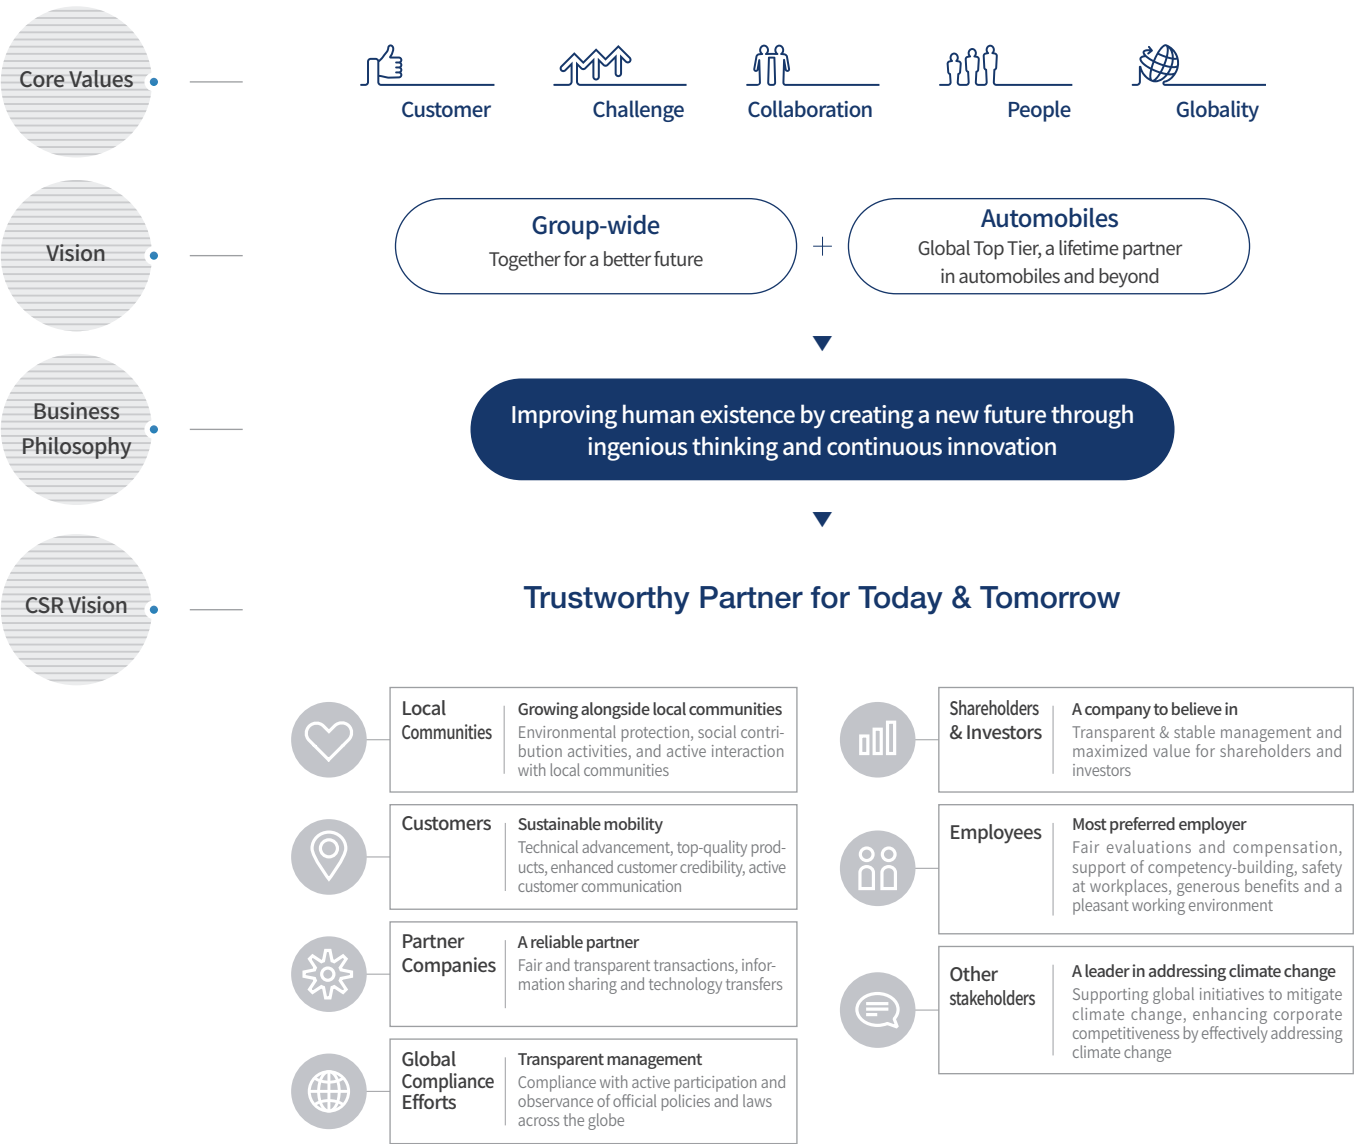 Core Values
Customer
Challenge
Collaboration
People
Globality
Vision
Group-wide
Together for a better future
Automobiles
Global Top Tier, a lifetime partner
in automobiles and beyond
Business
Philosophy
Improving human existence by creating a new future through
ingenious thinking and continuous innovation
CSR Vision
Trustworthy Partner for Today & Tomorrow
Local
Communities
Growing alongside local communities
Environmental protection, social contri-
bution activities, and active interaction
with local communities
Customers
Sustainable mobility
Technical advancement, top-quality prod-
ucts, enhanced customer credibility, active
customer communication
Partner
Companies
A reliable partner
Fair and transparent transactions, infor-
mation sharing and technology transfers
Global
Compliance
Efforts
Transparent management
Compliance with active participation and
observance of official policies and laws
across the globe
Shareholders
& Investors
A company to believe in
Transparent & stable management and
maximized value for shareholders and
investors
Employees
Most preferred employer
Fair evaluations and compensation,
support of competency-building, safety
at workplaces, generous benefits and a
pleasant working environment
Other
stakeholders
A leader in addressing climate change
Supporting global initiatives to mitigate
climate change, enhancing corporate
competitiveness by effectively addressing
climate change